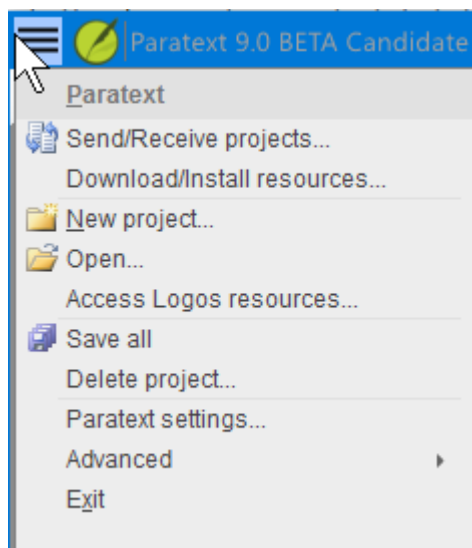 Paratext 9.0 BETA Candidate
Paratext
Send/Receive projects...
Download/Install resources...
New project...
Open...
Access Logos resources...
Save all
Delete project...
Paratext settings...
Advanced
Exit